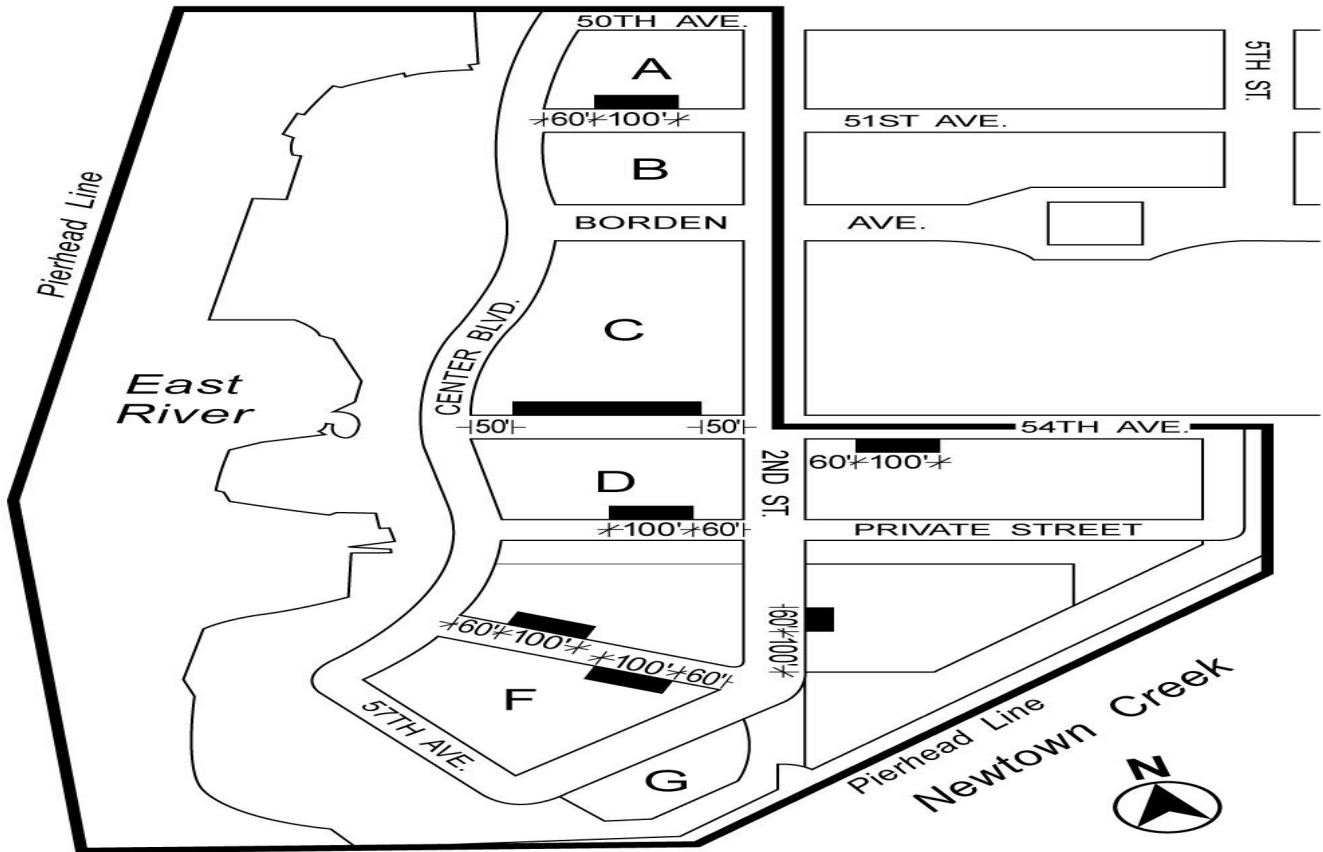 50TH AVE.
A
5TH ST.
60' 100'
51ST AVE.
B
Pierhead Line
BORDEN AVE.
C
CENTER BLVD.
East
River
50' 50'
54TH AVE.
2ND ST.
60' 100'
D
100' 60'
PRIVATE STREET
60' 100'
60' 100'
100' 60'
F
57TH AVE.
G
Pierhead Line
Newtown Creek
N